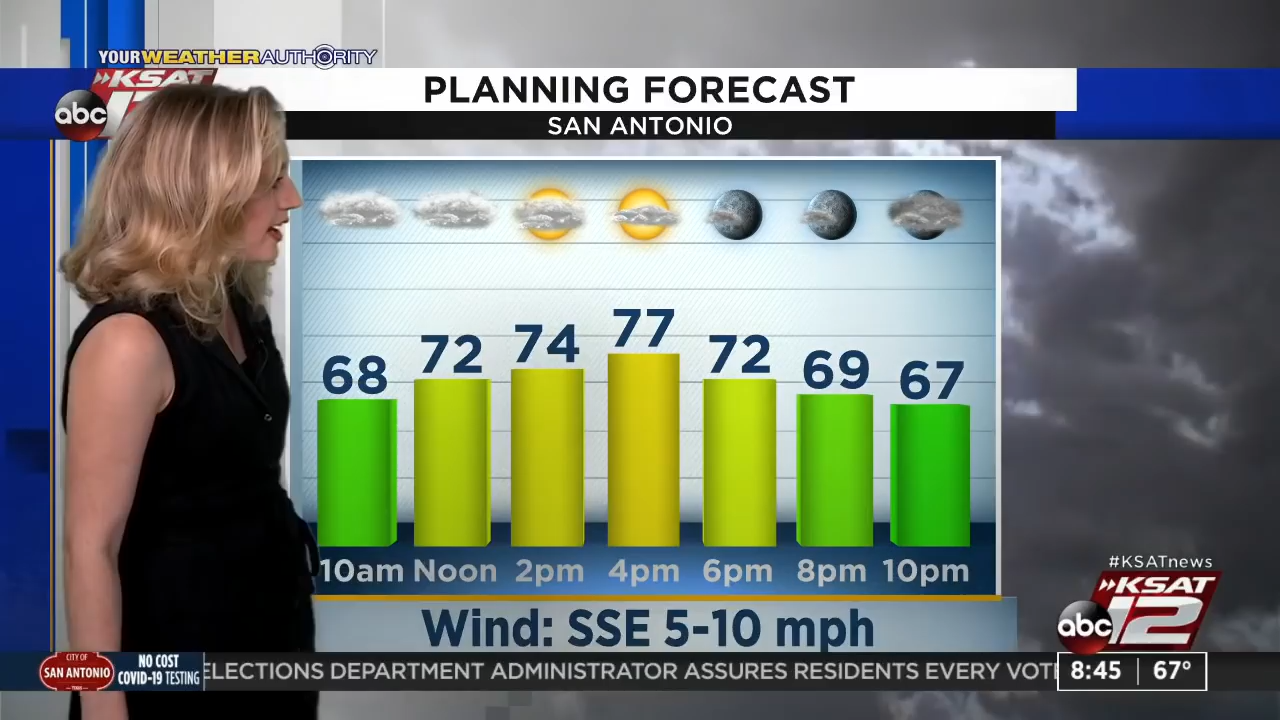 YOURWEATHERAUTHORITY
KSAT
abc
PLANNING FORECAST
SAN ANTONIO
68 72 74 77 72 69 67
10am Noon 2pm 4pm 6pm 8pm 10pm
Wind: SSE 5-10 mph
#KSATnews
KSAT
abc 12
CITY OF
SAN ANTONIO
TEXAS
NO COST
COVID-19 TESTING
ELECTIONS DEPARTMENT ADMINISTRATOR ASSURES RESIDENTS EVERY VOT
8:45 67°